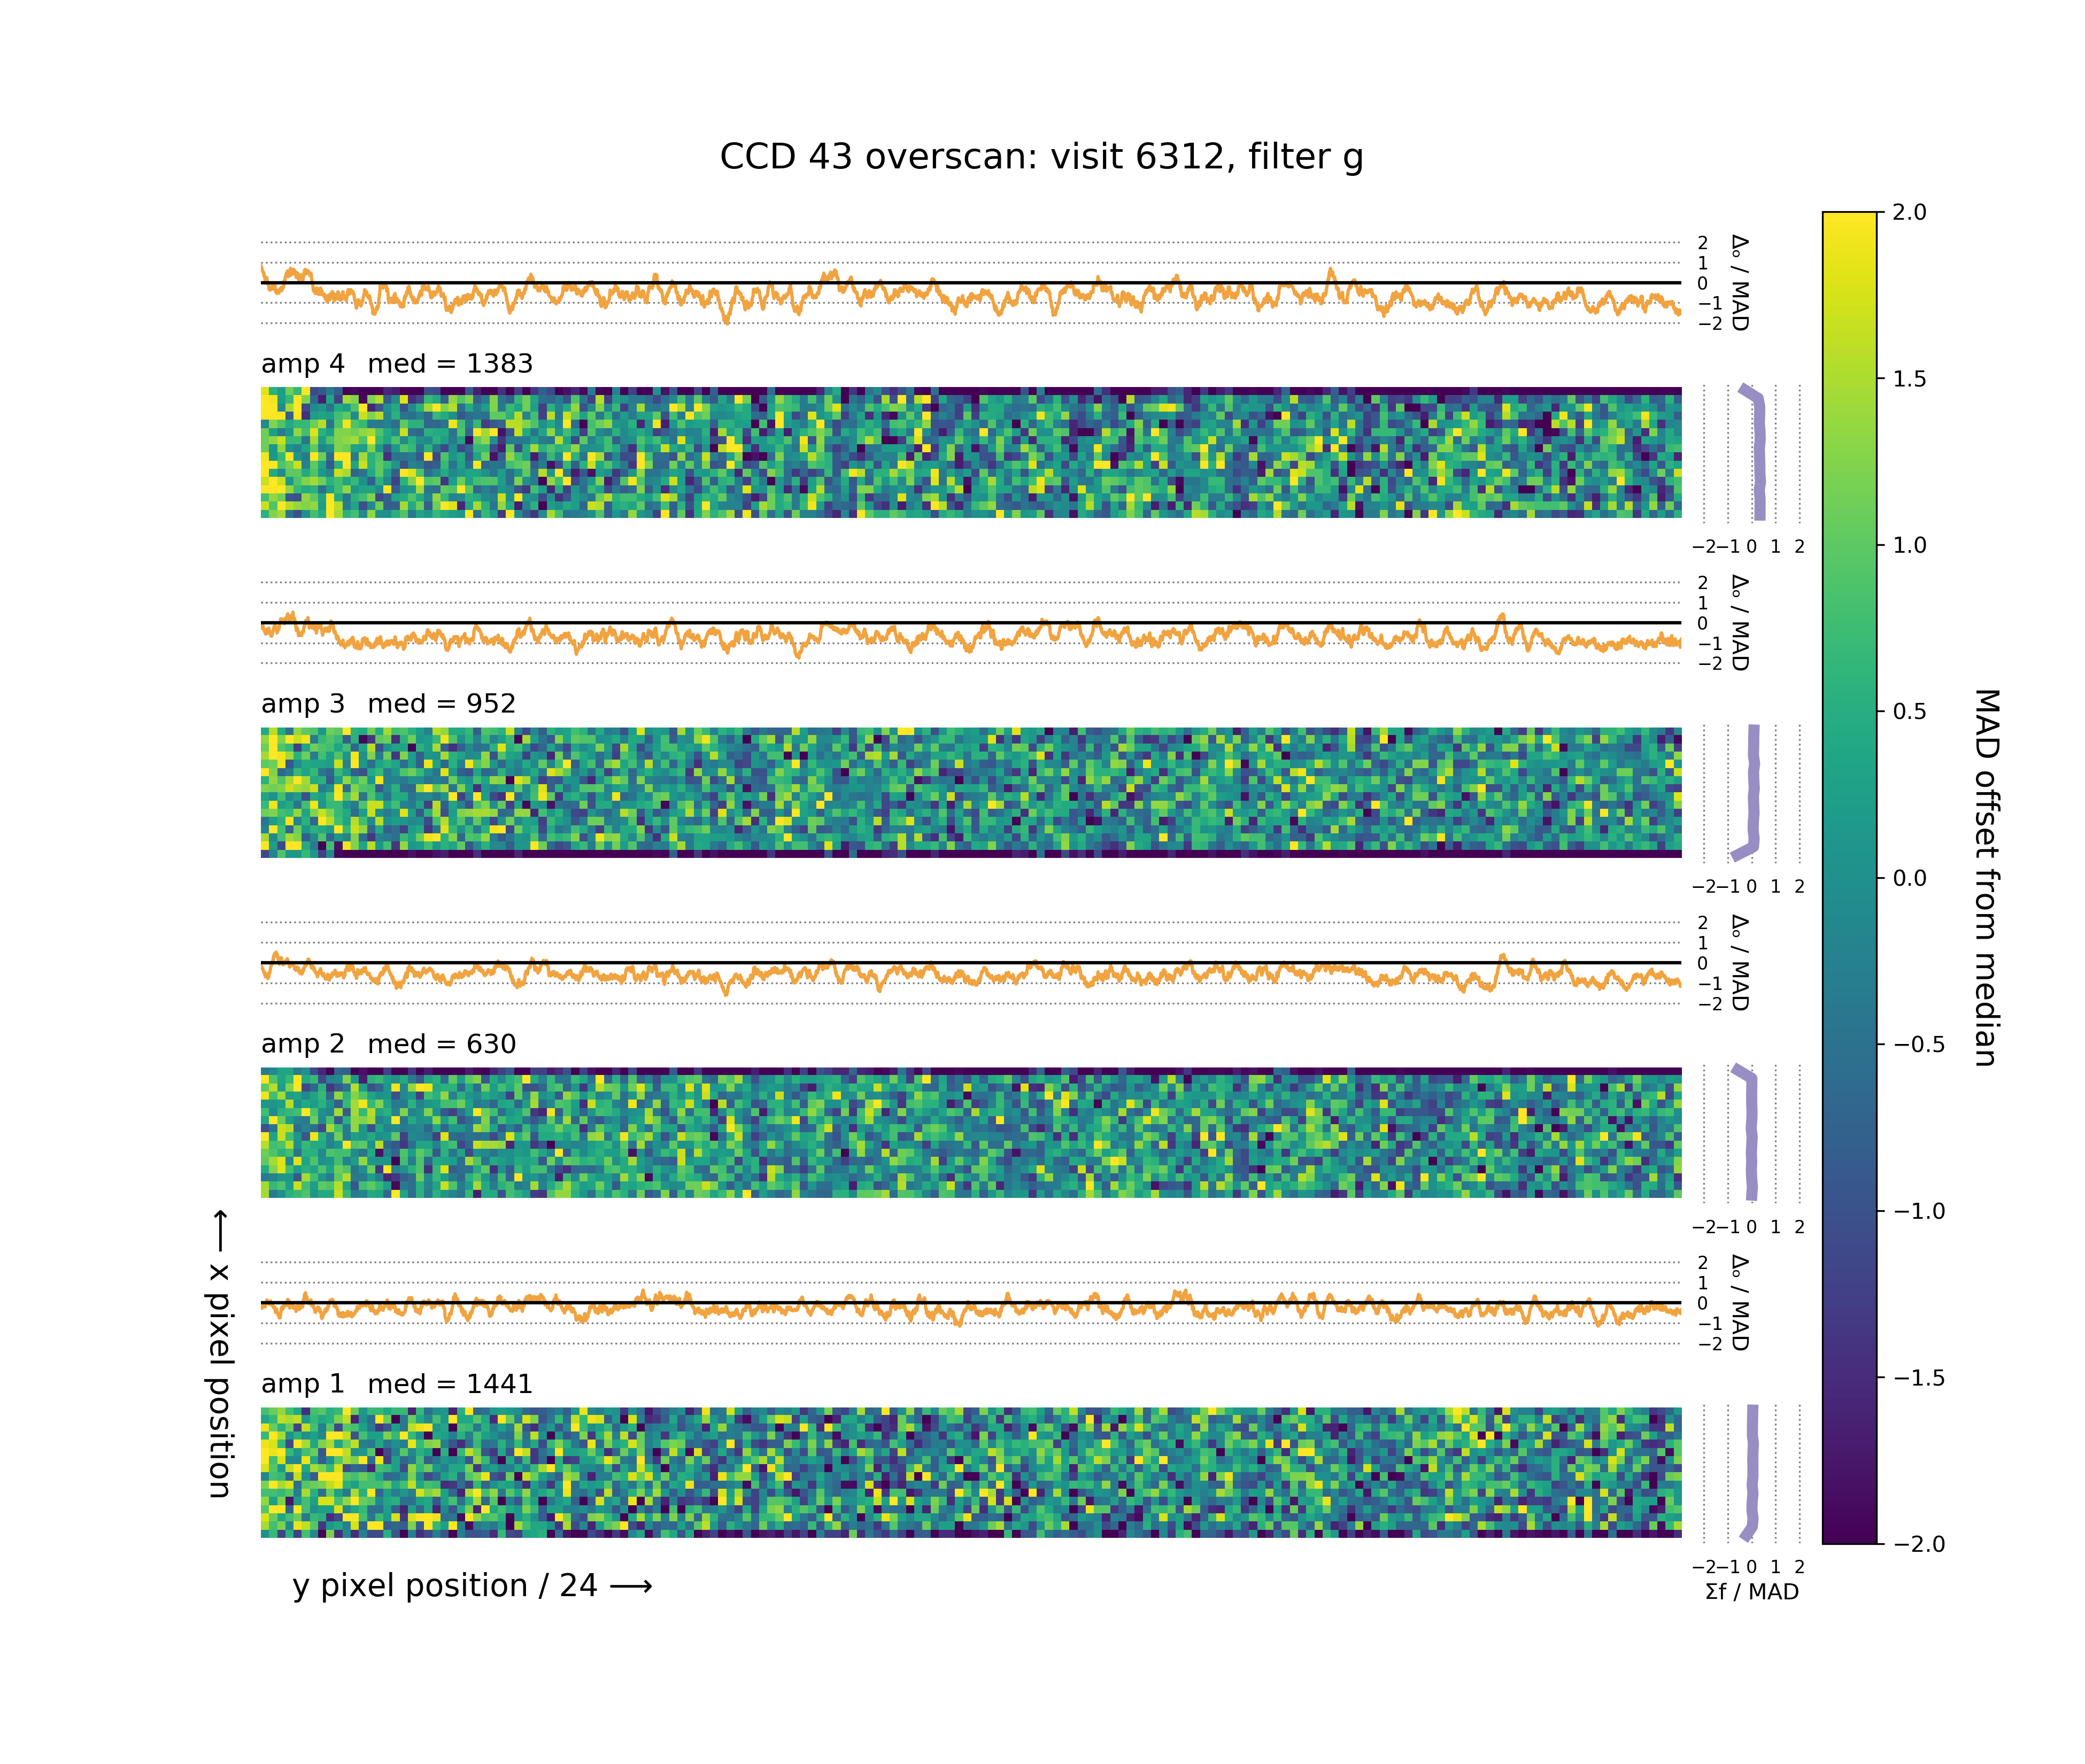 CCD 43 overscan: visit 6312, filter g
2
1
0
−1
−2
Δₒ / MAD
amp 4 med = 1383
−2 −1 0 1 2
2
1
0
−1
−2
Δₒ / MAD
amp 3 med = 952
−2 −1 0 1 2
2
1
0
−1
−2
Δₒ / MAD
amp 2 med = 630
−2 −1 0 1 2
2
1
0
−1
−2
Δₒ / MAD
amp 1 med = 1441
−2 −1 0 1 2
Σf / MAD
⟵ x pixel position
y pixel position / 24 ⟶
2.0
1.5
1.0
0.5
0.0
−0.5
−1.0
−1.5
−2.0
MAD offset from median